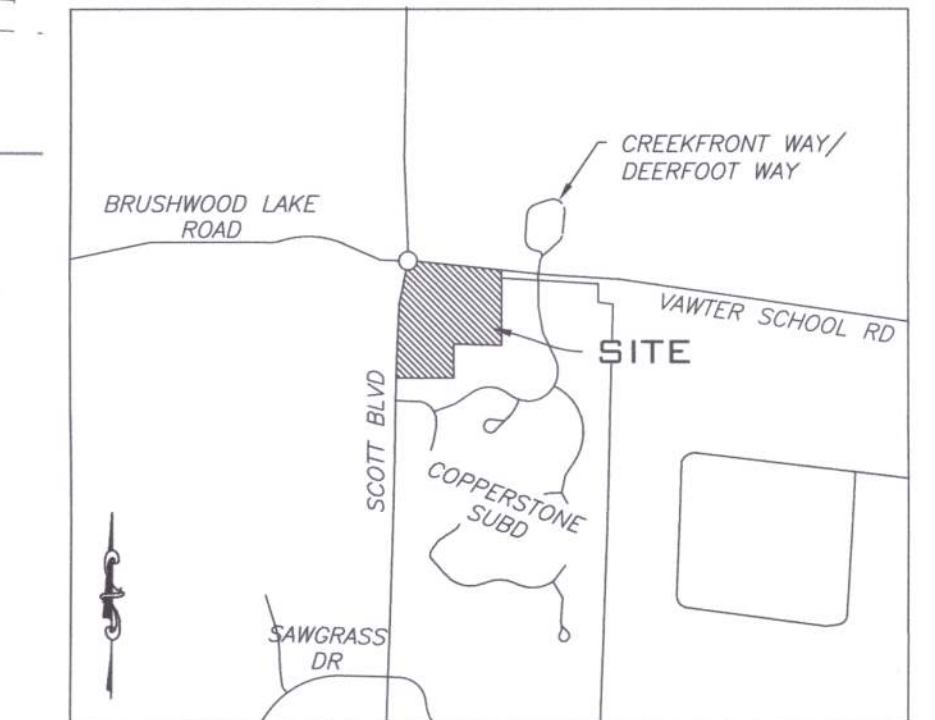 CREEKFRONT WAY/
DEERFOOT WAY
BRUSHWOOD LAKE
ROAD
VAWTER SCHOOL RD
SITE
SCOTT BLVD
COPPERSTONE
SUBD
SAWGRASS
DR